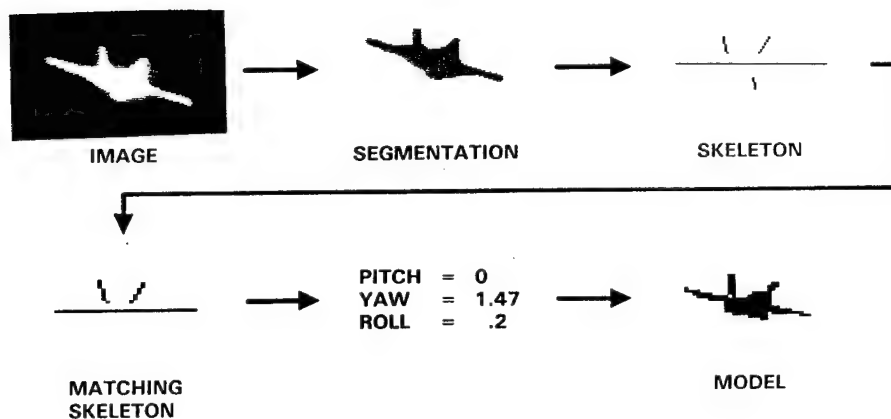 IMAGE
SEGMENTATION
SKELETON
PITCH = 0
YAW = 1.47
ROLL = .2
MATCHING
SKELETON
MODEL